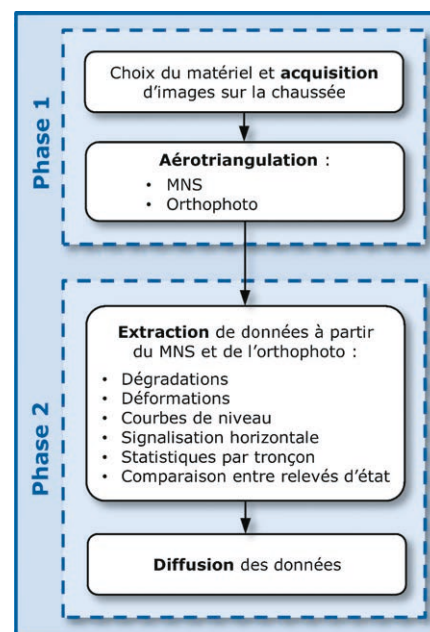 Phase 1
Choix du matériel et acquisition
d'images sur la chaussée
Aérotriangulation :
• MNS
• Orthophoto
Phase 2
Extraction de données à partir
du MNS et de l'orthophoto :
• Dégradations
• Déformations
• Courbes de niveau
• Signalisation horizontale
• Statistiques par tronçon
• Comparaison entre relevés d'état
Diffusion des données